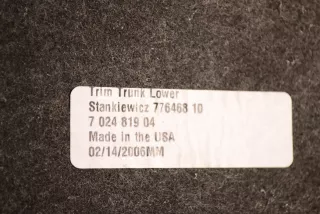 Trim Trunk Lower
Stankiewicz 776468 10
7 024 819 04
Made in the USA
02/14/2006MM